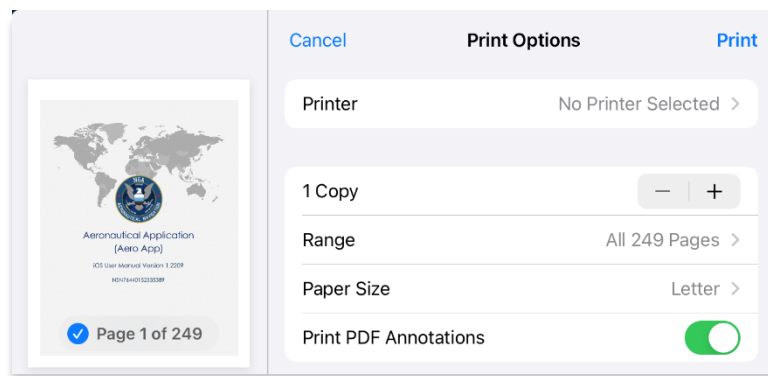 Cancel
Print Options
Print
Printer
No Printer Selected
1 Copy
Range
All 249 Pages
Paper Size
Letter
Print PDF Annotations
Aeronautical Application
(Aero App)
iOS User Manual Version 1.2209
Page 1 of 249